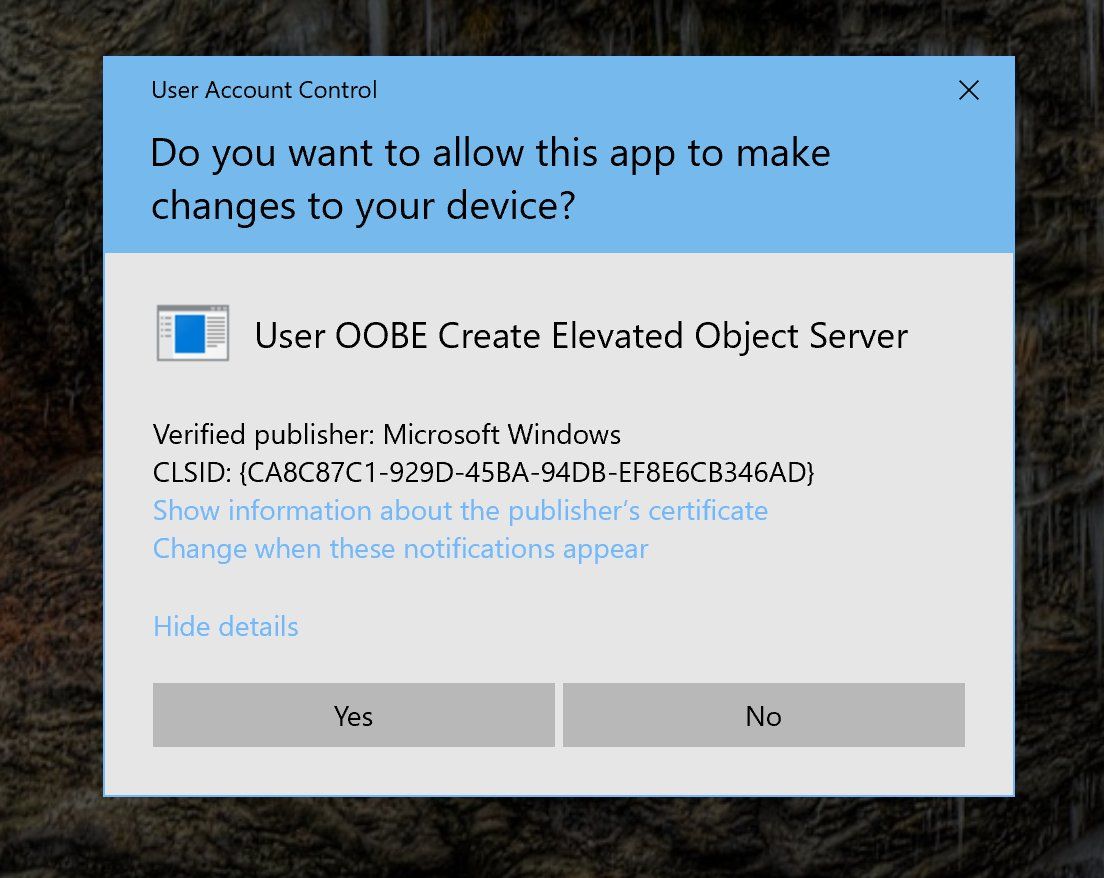 User Account Control
Do you want to allow this app to make
changes to your device?
User OOBE Create Elevated Object Server
Verified publisher: Microsoft Windows
CLSID: {CA8C87C1-929D-45BA-94DB-EF8E6CB346AD}
Show information about the publisher’s certificate
Change when these notifications appear
Hide details
Yes
No